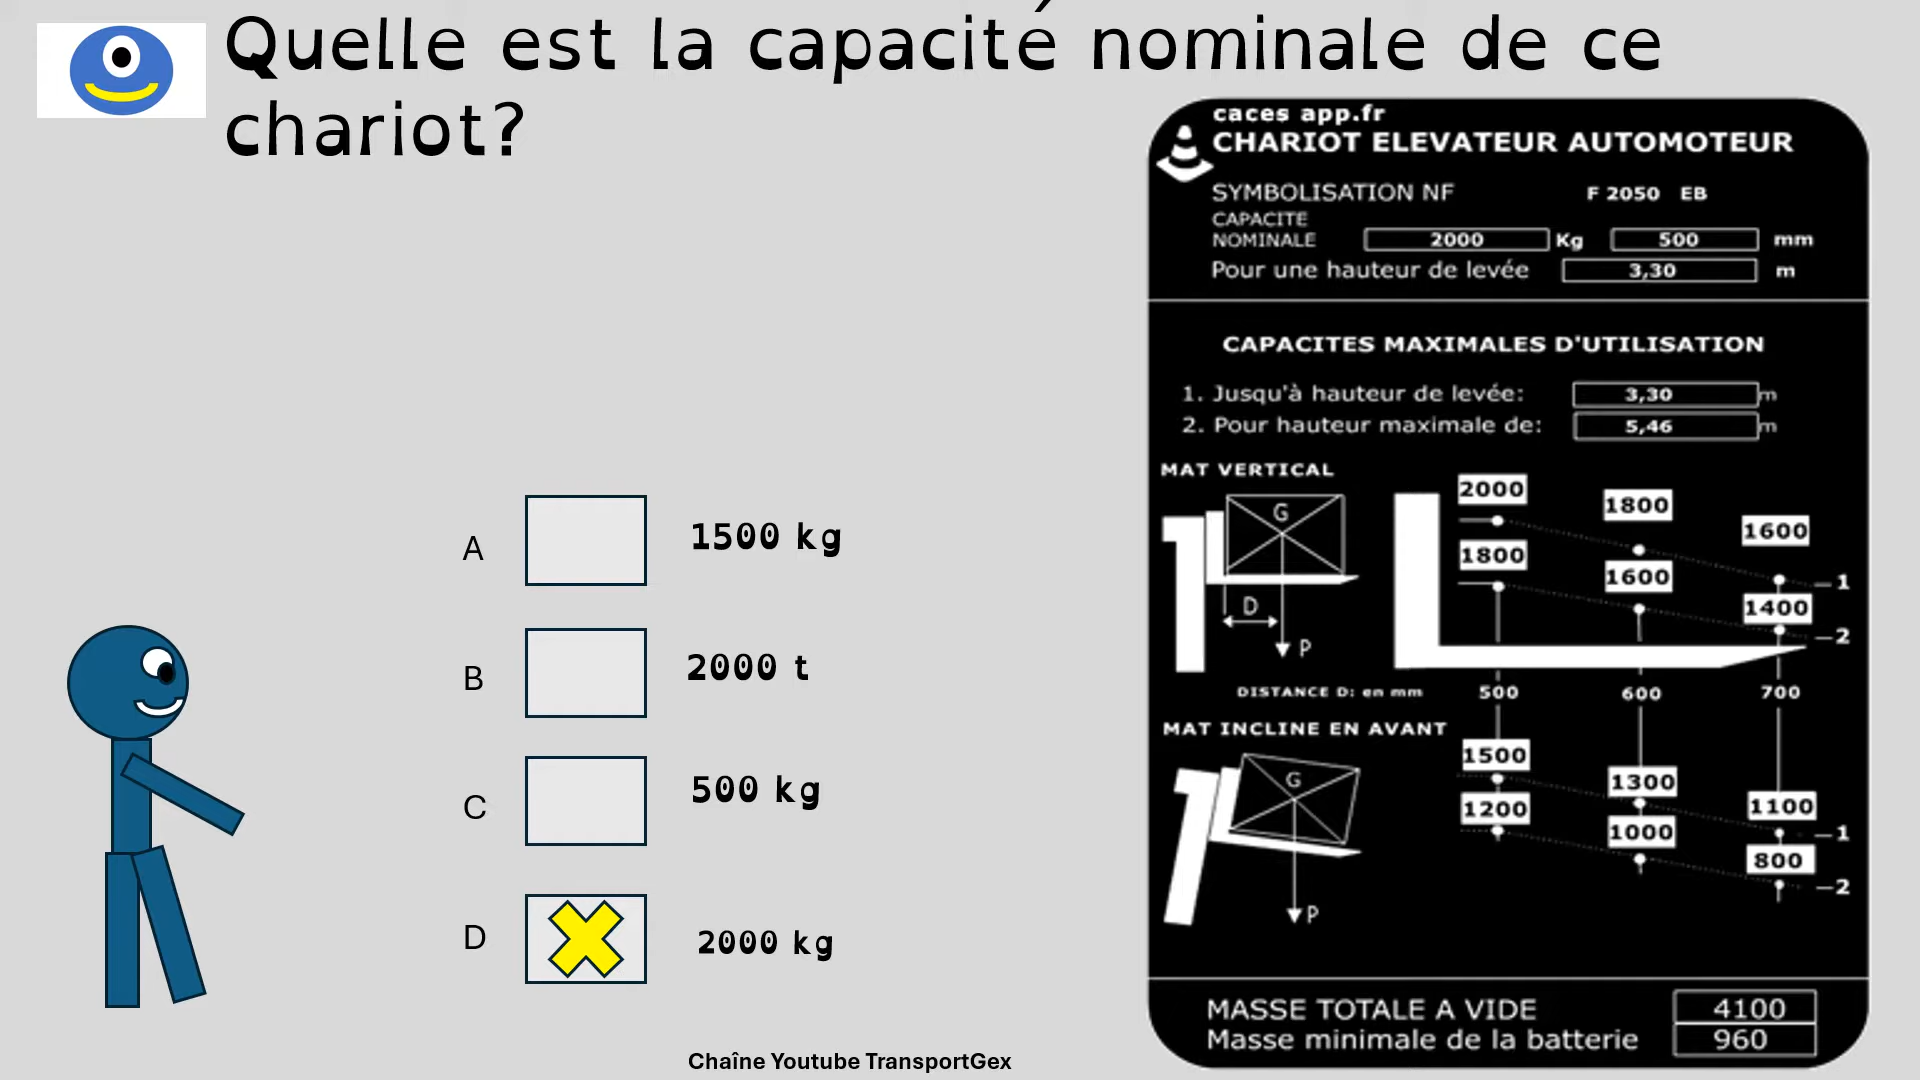 Quelle est la capacité nominale de ce
chariot?
caces app.fr
CHARIOT ELEVATEUR AUTOMOTEUR
SYMBOLISATION NF F 2050 EB
CAPACITE
NOMINALE 2000 Kg 500 mm
Pour une hauteur de levée 3,30 m
CAPACITES MAXIMALES D'UTILISATION
1. Jusqu'à hauteur de levée: 3,30 m
2. Pour hauteur maximale de: 5,46 m
MAT VERTICAL
2000 1800 1600
1800 1600 1400
1
2
G
D
P
DISTANCE D: en mm 500 600 700
MAT INCLINE EN AVANT
1500 1300 1100
1200 1000 800
1
2
G
P
MASSE TOTALE A VIDE 4100
Masse minimale de la batterie 960
A 1500 kg
B 2000 t
C 500 kg
D 2000 kg
Chaîne Youtube TransportGex